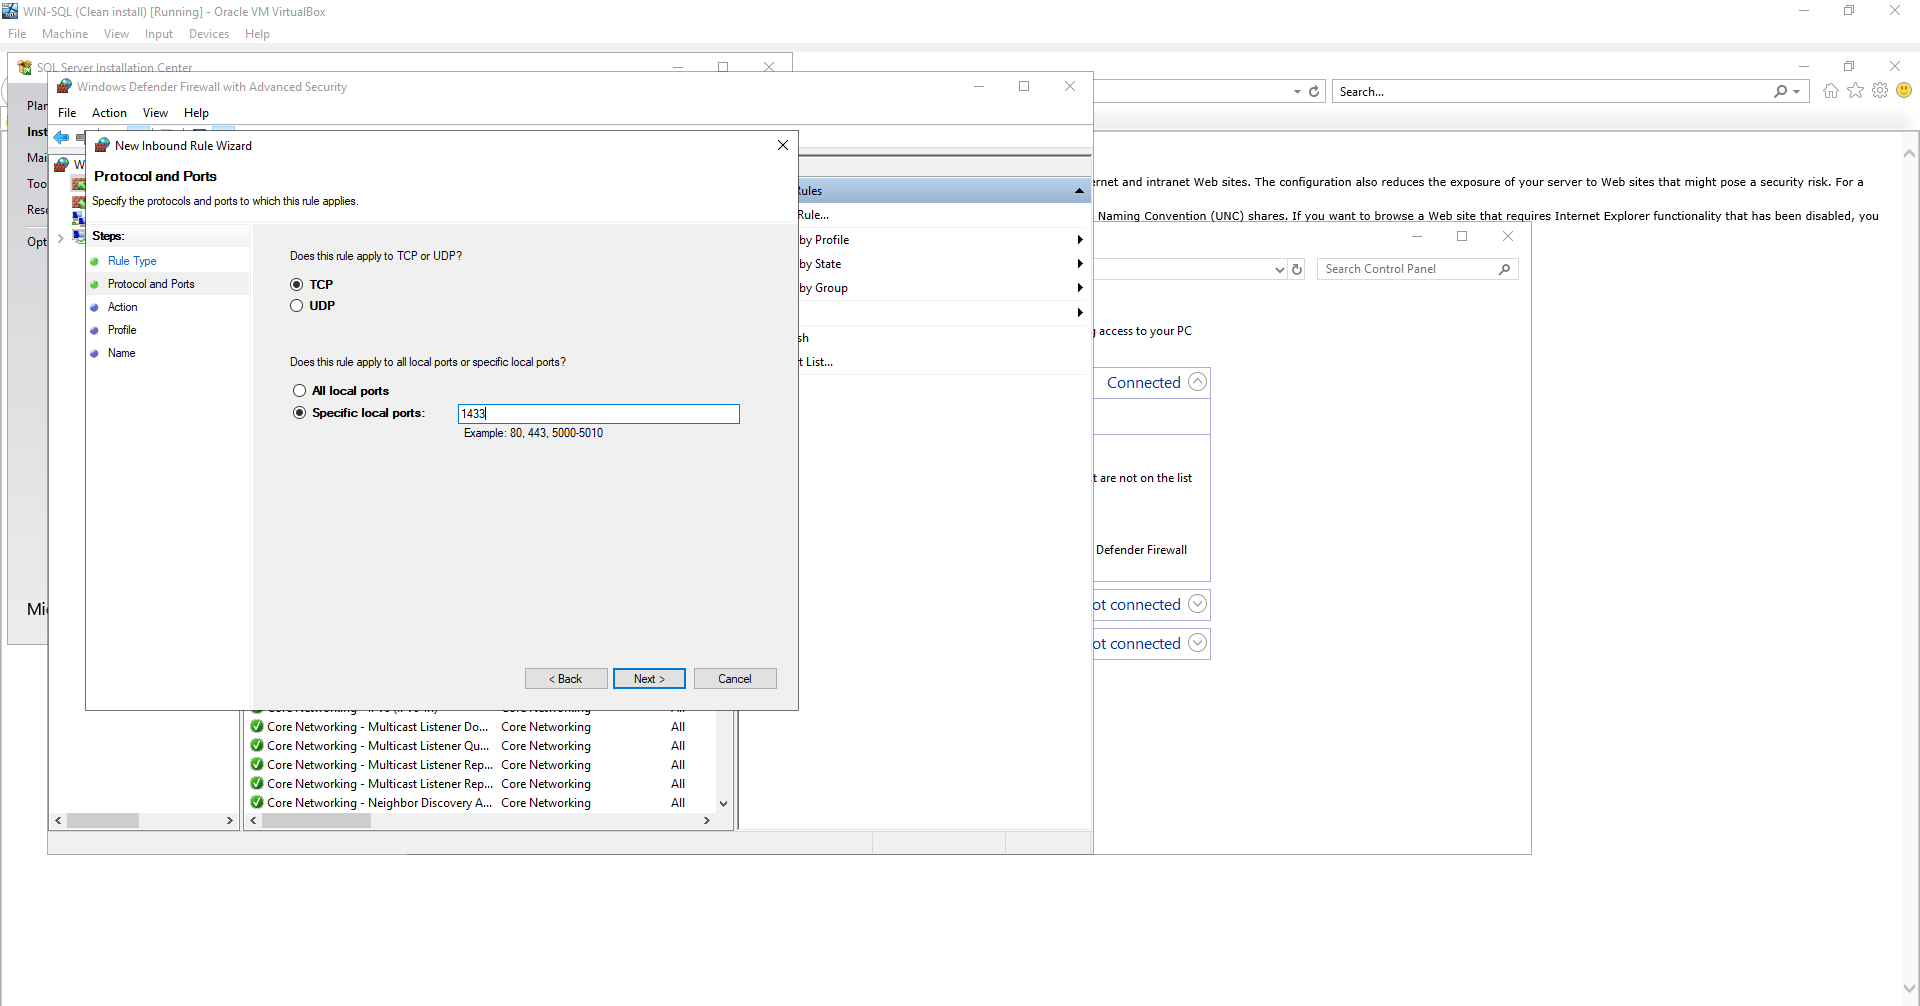 WIN-SQL (Clean install) [Running] - Oracle VM VirtualBox
File Machine View Input Devices Help
SQL Server Installation Center
Windows Defender Firewall with Advanced Security
Search...
File Action View Help
New Inbound Rule Wizard
Protocol and Ports
Specify the protocols and ports to which this rule applies.
Steps:
Rule Type
Protocol and Ports
Action
Profile
Name
Does this rule apply to TCP or UDP?
TCP
UDP
Does this rule apply to all local ports or specific local ports?
All local ports
Specific local ports: 1433
Example: 80, 443, 5000-5010
< Back Next > Cancel
Rules
Rule...
by Profile
by State
by Group
t List...
ernet and intranet Web sites. The configuration also reduces the exposure of your server to Web sites that might pose a security risk. For a
Naming Convention (UNC) shares. If you want to browse a Web site that requires Internet Explorer functionality that has been disabled, you
Search Control Panel
access to your PC
Connected
t are not on the list
Defender Firewall
ot connected
ot connected
Core Networking - Multicast Listener Do... Core Networking All
Core Networking - Multicast Listener Qu... Core Networking All
Core Networking - Multicast Listener Rep... Core Networking All
Core Networking - Multicast Listener Rep... Core Networking All
Core Networking - Neighbor Discovery A... Core Networking All